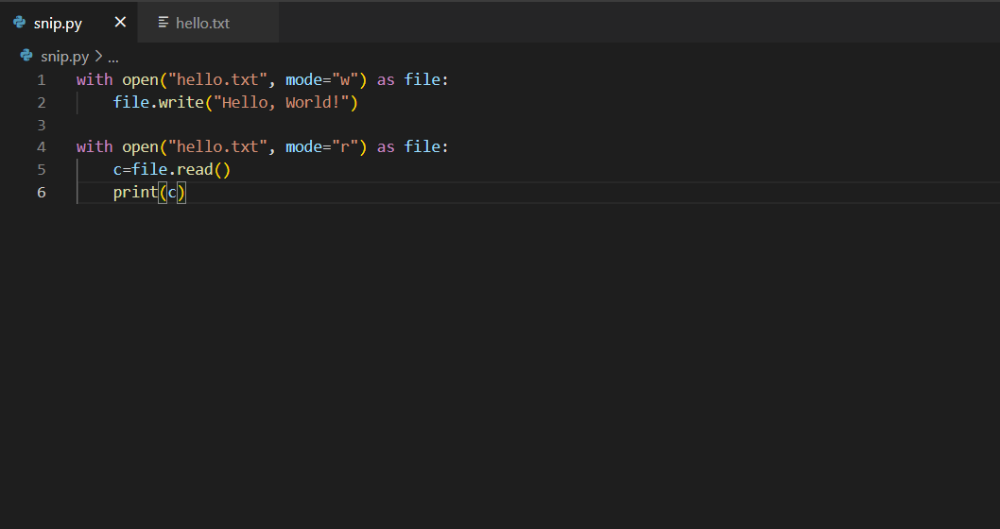 snip.py × hello.txt
snip.py > ...
1 with open("hello.txt", mode="w") as file:
2     file.write("Hello, World!")
3
4 with open("hello.txt", mode="r") as file:
5     c=file.read()
6     print(c)